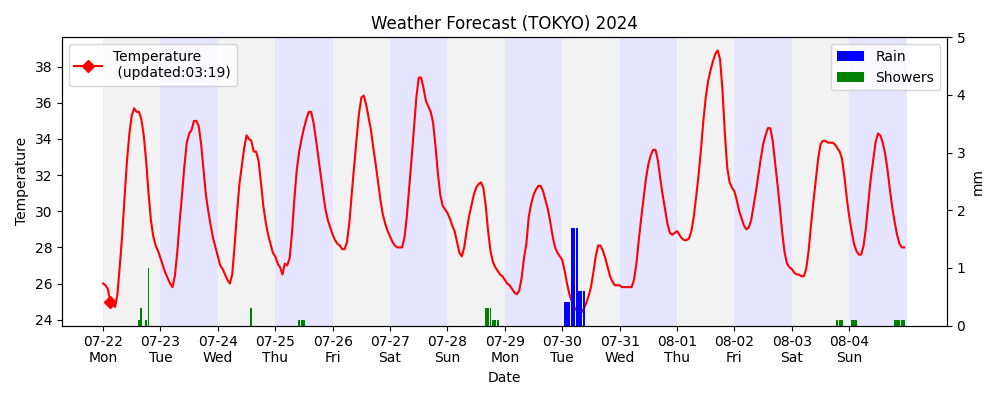 Weather Forecast (TOKYO) 2024
Temperature
(updated:03:19)
Rain
Showers
Temperature
38
36
34
32
30
28
26
24
5
4
3
2
1
0
mm
07-22 07-23 07-24 07-25 07-26 07-27 07-28 07-29 07-30 07-31 08-01 08-02 08-03 08-04
Mon Tue Wed Thu Fri Sat Sun Mon Tue Wed Thu Fri Sat Sun
Date